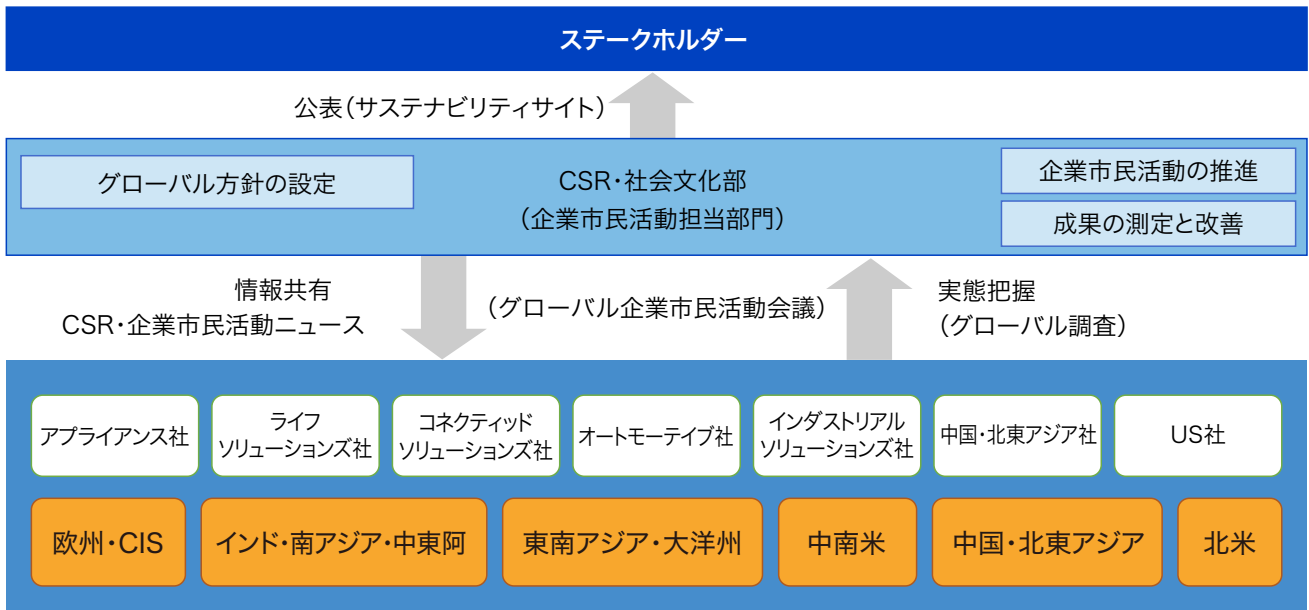 ステークホルダー
公表（サステナビリティサイト）
グローバル方針の設定
CSR・社会文化部
（企業市民活動担当部門）
企業市民活動の推進
成果の測定と改善
情報共有
CSR・企業市民活動ニュース
（グローバル企業市民活動会議）
実態把握
（グローバル調査）
アプライアンス社
ライフ
ソリューションズ社
コネクティッド
ソリューションズ社
オートモーテイブ社
インダストリアル
ソリューションズ社
中国・北東アジア社
US社
欧州・CIS
インド・南アジア・中東阿
東南アジア・大洋州
中南米
中国・北東アジア
北米